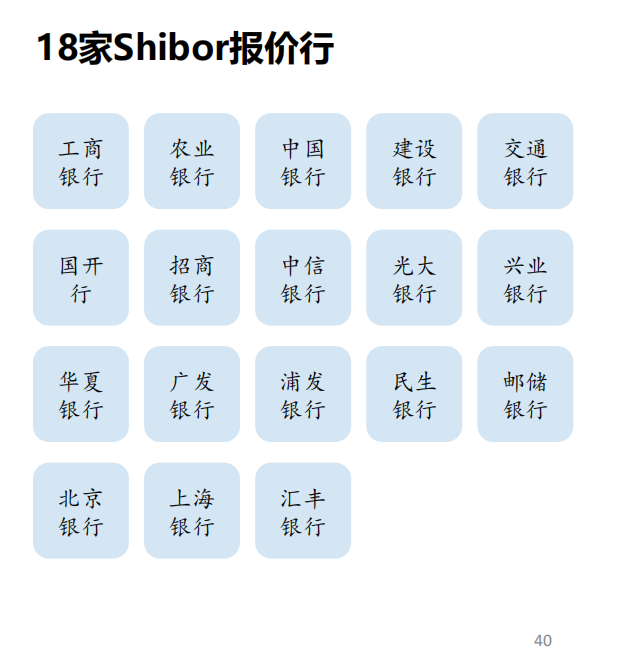 18家Shibor报价行
工商
银行
农业
银行
中国
银行
建设
银行
交通
银行
国开
行
招商
银行
中信
银行
光大
银行
兴业
银行
华夏
银行
广发
银行
浦发
银行
民生
银行
邮储
银行
北京
银行
上海
银行
汇丰
银行
40